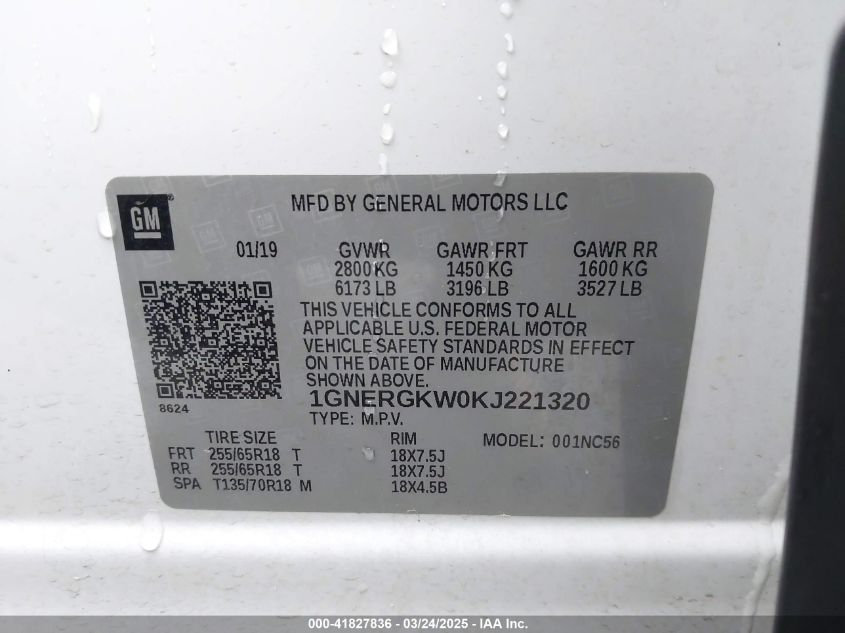 GM
MFD BY GENERAL MOTORS LLC
01/19 GVWR GAWR FRT GAWR RR
2800 KG 1450 KG 1600 KG
6173 LB 3196 LB 3527 LB
THIS VEHICLE CONFORMS TO ALL
APPLICABLE U.S. FEDERAL MOTOR
VEHICLE SAFETY STANDARDS IN EFFECT
ON THE DATE OF MANUFACTURE
SHOWN ABOVE.
8624
1GNERGKW0KJ221320
TYPE: M.P.V.
TIRE SIZE RIM MODEL: 001NC56
FRT 255/65R18 T 18X7.5J
RR 255/65R18 T 18X7.5J
SPA T135/70R18 M 18X4.5B
000-41827836 - 03/24/2025 - IAA Inc.